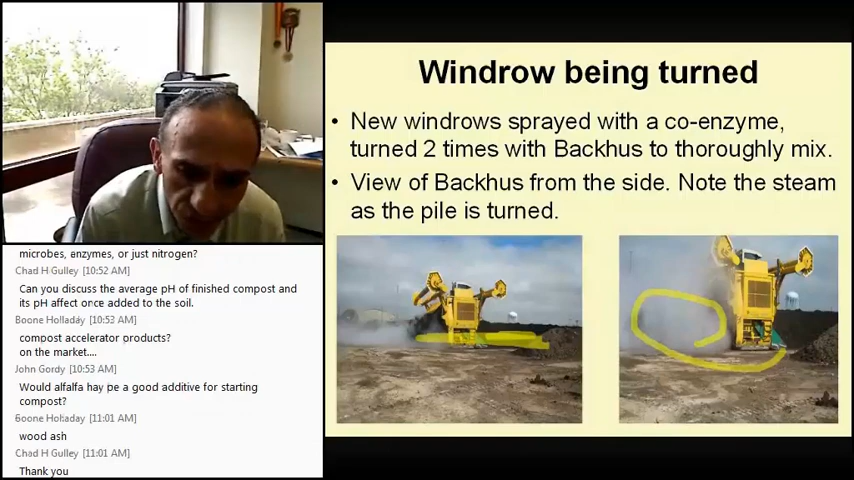 Windrow being turned
• New windrows sprayed with a co-enzyme,
turned 2 times with Backhus to thoroughly mix.
• View of Backhus from the side. Note the steam
as the pile is turned.
microbes, enzymes, or just nitrogen?
Chad H Gulley [10:52 AM]
Can you discuss the average pH of finished compost and
its pH affect once added to the soil.
Boone Holladay [10:53 AM]
compost accelerator products?
on the market....
John Gordy [10:53 AM]
Would alfalfa hay be a good additive for starting
compost?
Boone Holladay [11:01 AM]
wood ash
Chad H Gulley [11:01 AM]
Thank you